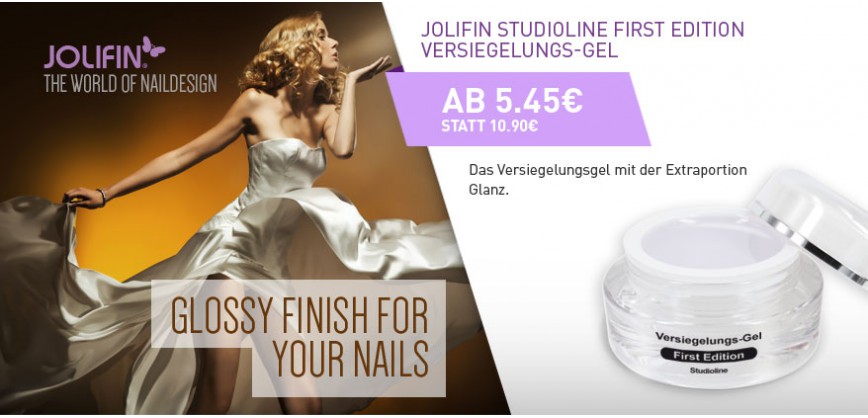 JOLIFIN
THE WORLD OF NAILDESIGN
GLOSSY FINISH FOR
YOUR NAILS
JOLIFIN STUDIOLINE FIRST EDITION
VERSIEGELUNGS-GEL
AB 5.45€
STATT 10.90€
Das Versiegelungsgel mit der Extraportion
Glanz.
Versiegelungs-Gel
First Edition
Studioline